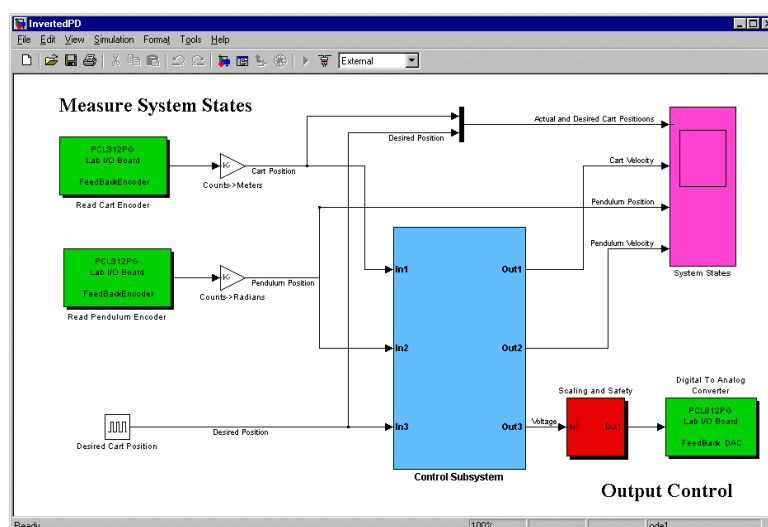 InvertedPD
File Edit View Simulation Format Tools Help
External
Measure System States
PCL812PG
Lab I/O Board
FeedBackEncoder
Read Cart Encoder
-K-
Counts->Meters
Cart Position
Desired Position
Actual and Desired Cart Positioons
Cart Velocity
Pendulum Position
Pendulum Velocity
System States
PCL812PG
Lab I/O Board
FeedBackEncoder
Read Pendulum Encoder
-K-
Counts->Radians
Pendulum Position
In1
Out1
In2
Out2
In3
Out3
Control Subsystem
Desired Cart Position
Desired Position
Voltage
Scaling and Safety
In1
Out1
Digital To Analog
Converter
PCL812PG
Lab I/O Board
FeedBack DAC
Output Control
Ready
100%
ode1